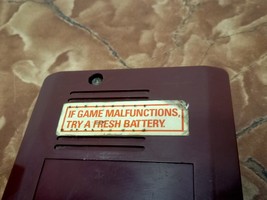 IF GAME MALFUNCTIONS,
TRY A FRESH BATTERY.